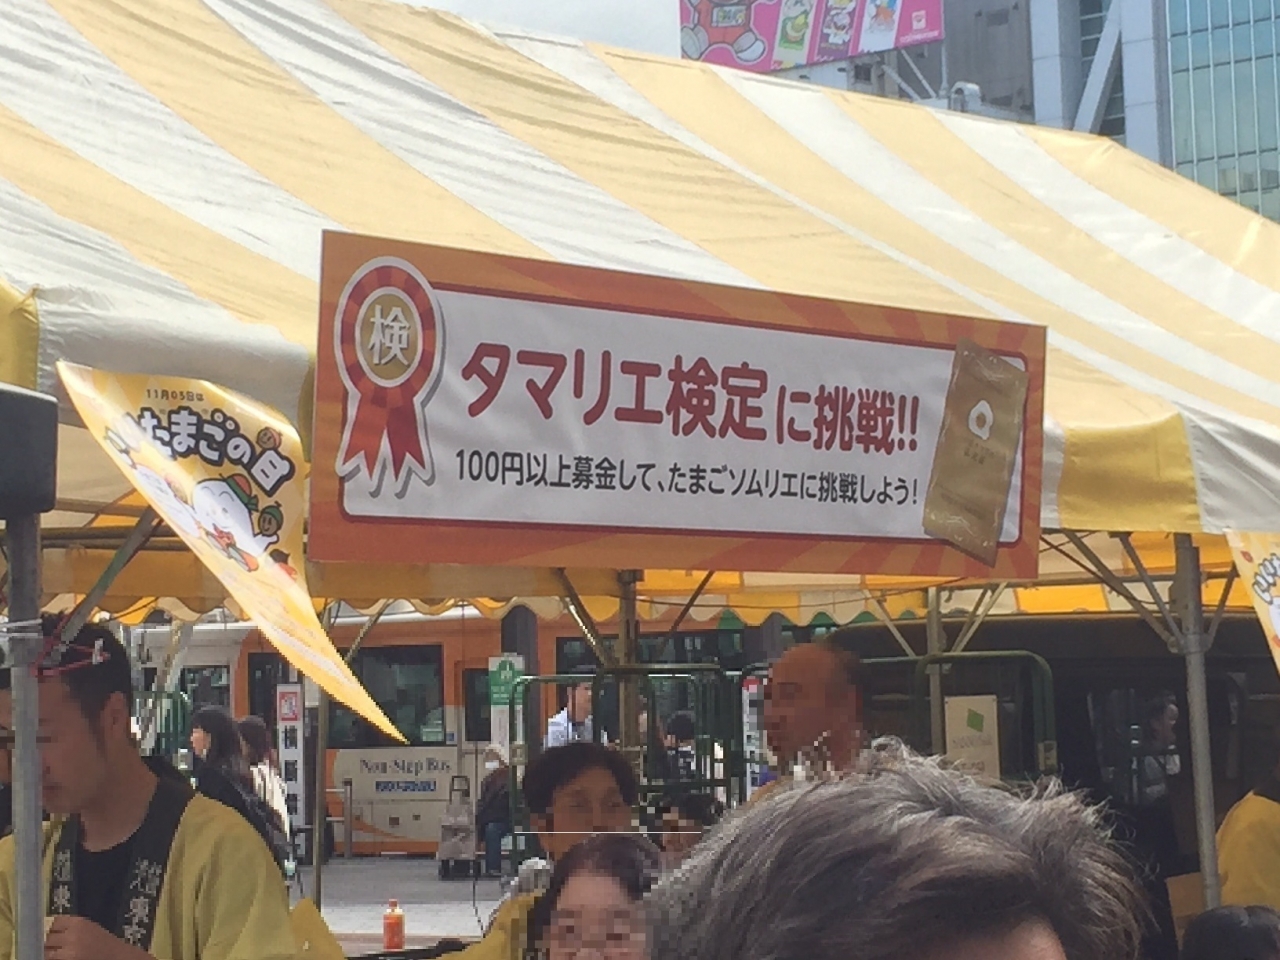 検
タマリエ検定に挑戦!!
100円以上募金して、たまごソムリエに挑戦しよう!
11月05日は
いいたまごの日
Non-Step Bus